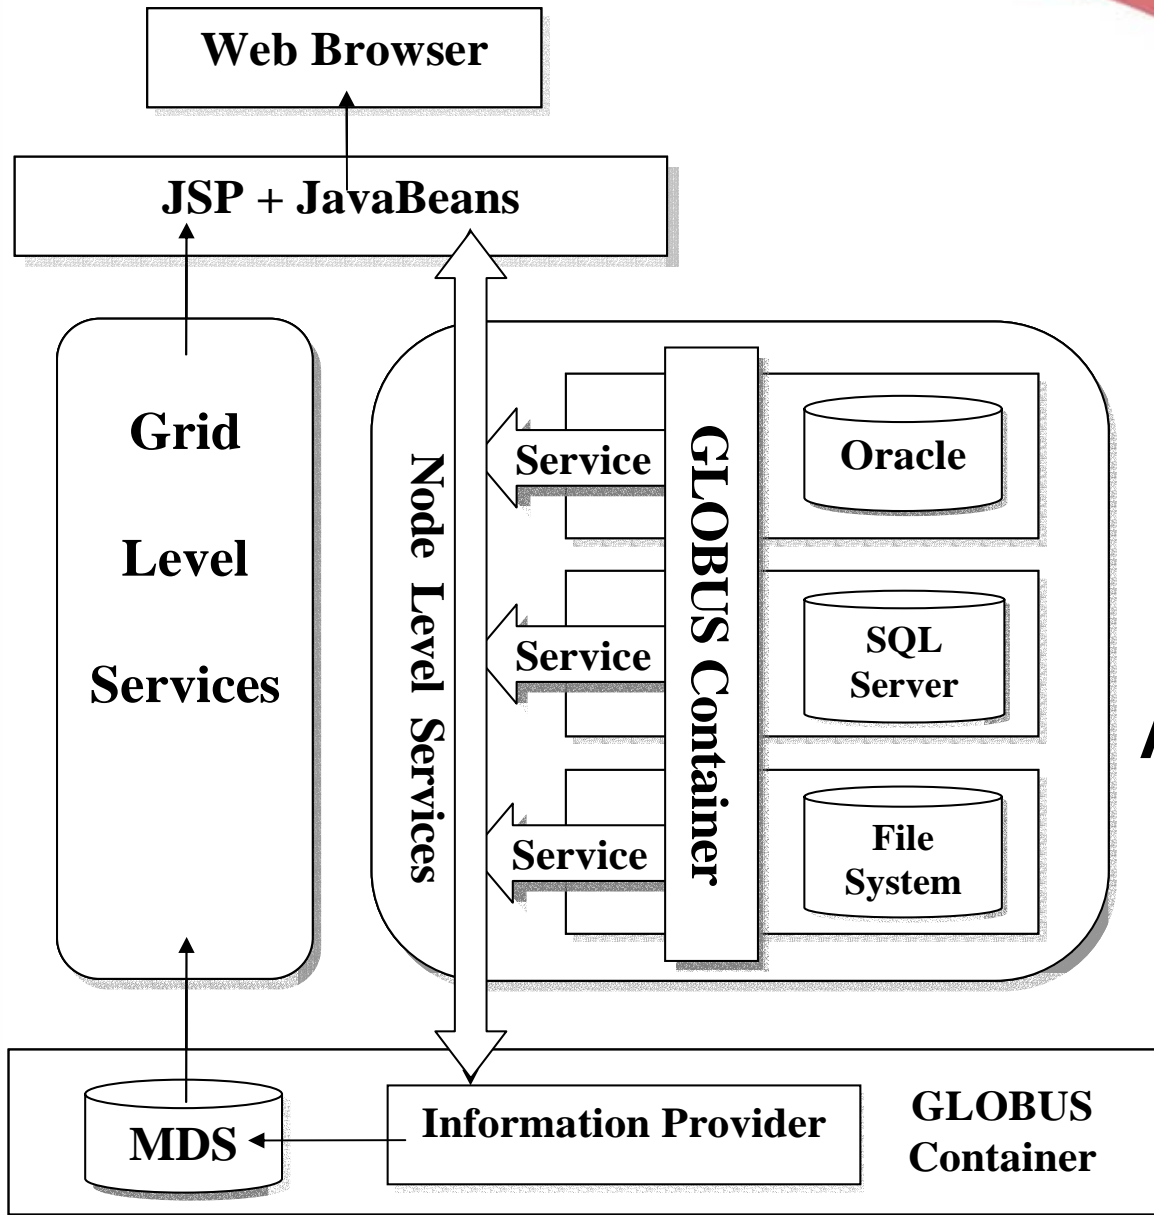 Web Browser
JSP + JavaBeans
Grid
Level
Services
Node Level Services
Service
Service
Service
GLOBUS Container
Oracle
SQL
Server
File
System
MDS
Information Provider
GLOBUS
Container